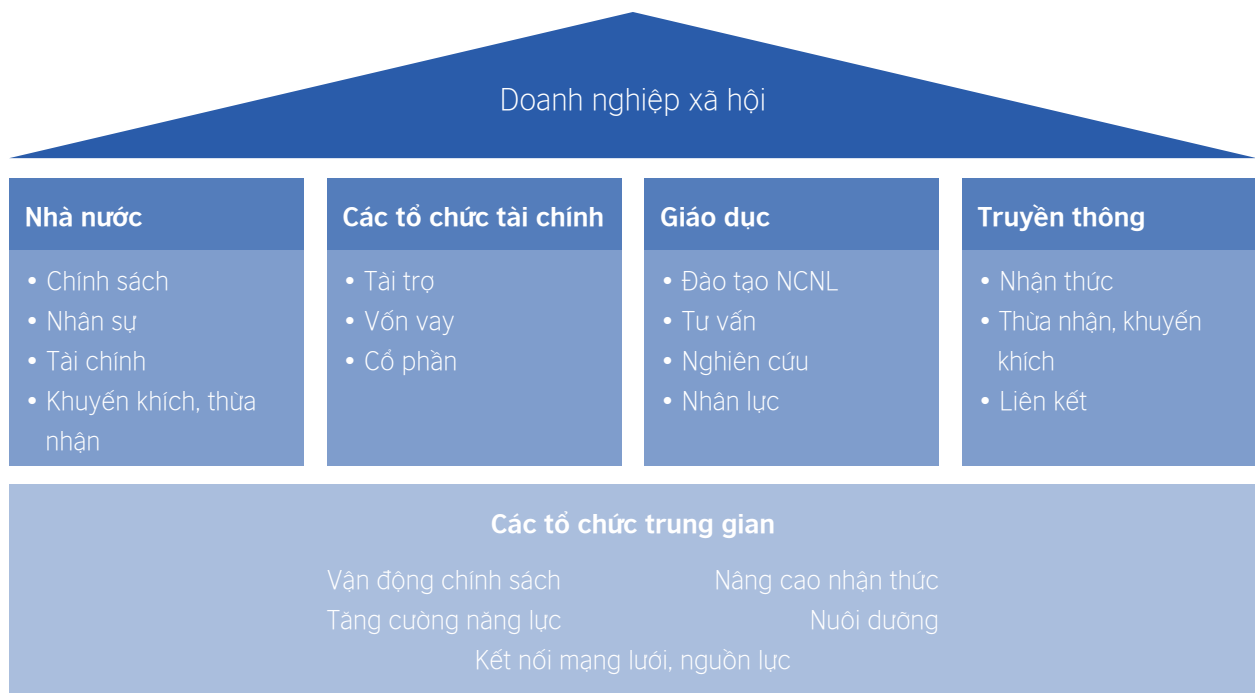 Doanh nghiệp xã hội
Nhà nước
• Chính sách
• Nhân sự
• Tài chính
• Khuyến khích, thừa
nhận
Các tổ chức tài chính
• Tài trợ
• Vốn vay
• Cổ phần
Giáo dục
• Đào tạo NCNL
• Tư vấn
• Nghiên cứu
• Nhân lực
Truyền thông
• Nhận thức
• Thừa nhận, khuyến
khích
• Liên kết
Các tổ chức trung gian
Vận động chính sách
Nâng cao nhận thức
Tăng cường năng lực
Nuôi dưỡng
Kết nối mạng lưới, nguồn lực